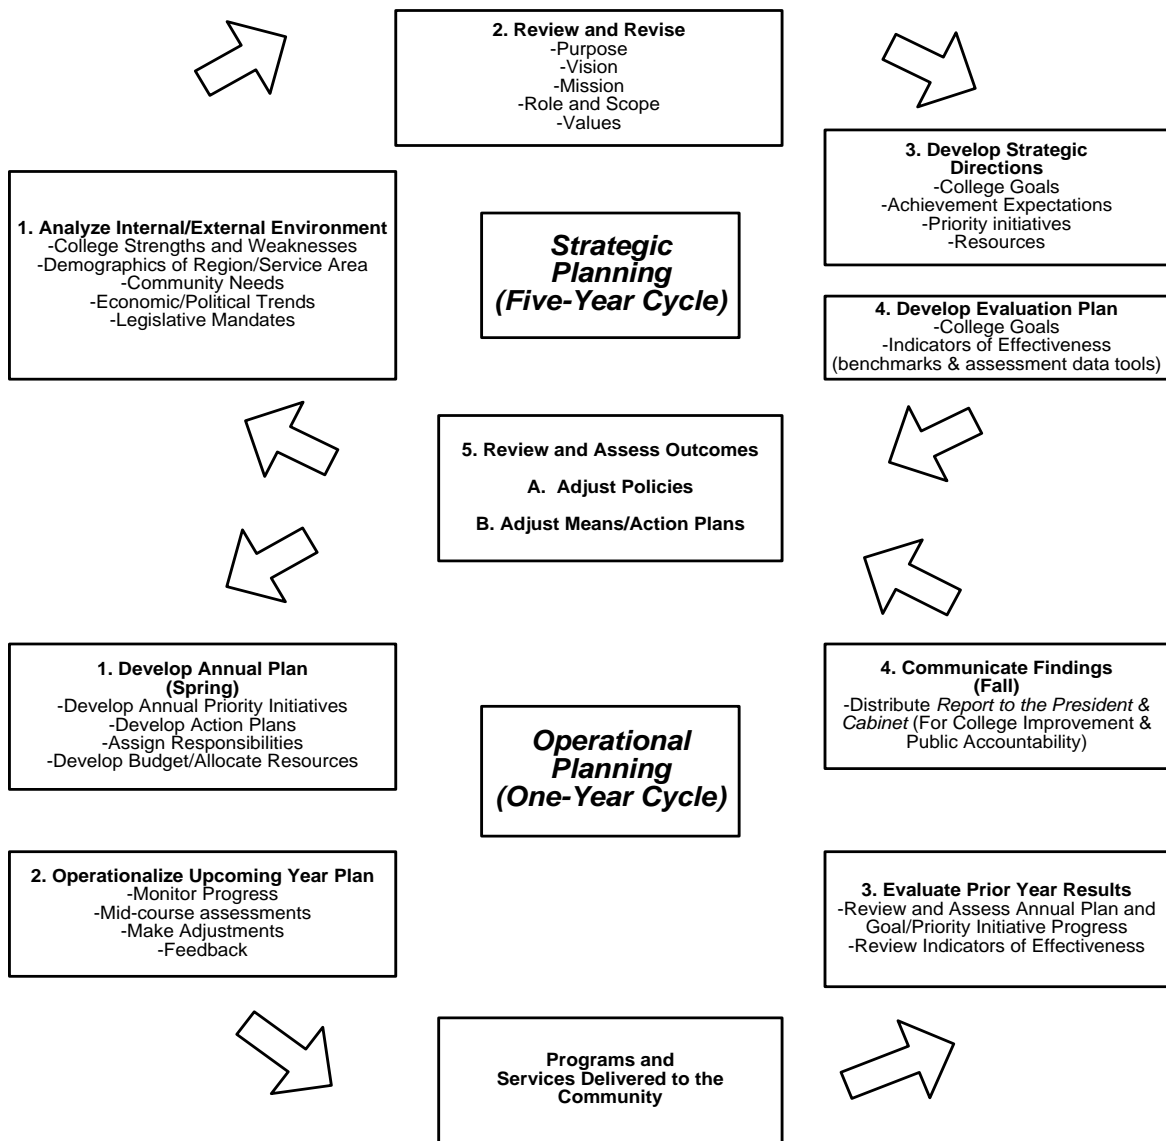 2. Review and Revise
-Purpose
-Vision
-Mission
-Role and Scope
-Values
3. Develop Strategic
Directions
-College Goals
-Achievement Expectations
-Priority initiatives
-Resources
1. Analyze Internal/External Environment
-College Strengths and Weaknesses
-Demographics of Region/Service Area
-Community Needs
-Economic/Political Trends
-Legislative Mandates
Strategic
Planning
(Five-Year Cycle)
4. Develop Evaluation Plan
-College Goals
-Indicators of Effectiveness
(benchmarks & assessment data tools)
5. Review and Assess Outcomes
A. Adjust Policies
B. Adjust Means/Action Plans
1. Develop Annual Plan
(Spring)
-Develop Annual Priority Initiatives
-Develop Action Plans
-Assign Responsibilities
-Develop Budget/Allocate Resources
Operational
Planning
(One-Year Cycle)
4. Communicate Findings
(Fall)
-Distribute Report to the President &
Cabinet (For College Improvement &
Public Accountability)
2. Operationalize Upcoming Year Plan
-Monitor Progress
-Mid-course assessments
-Make Adjustments
-Feedback
3. Evaluate Prior Year Results
-Review and Assess Annual Plan and
Goal/Priority Initiative Progress
-Review Indicators of Effectiveness
Programs and
Services Delivered to the
Community